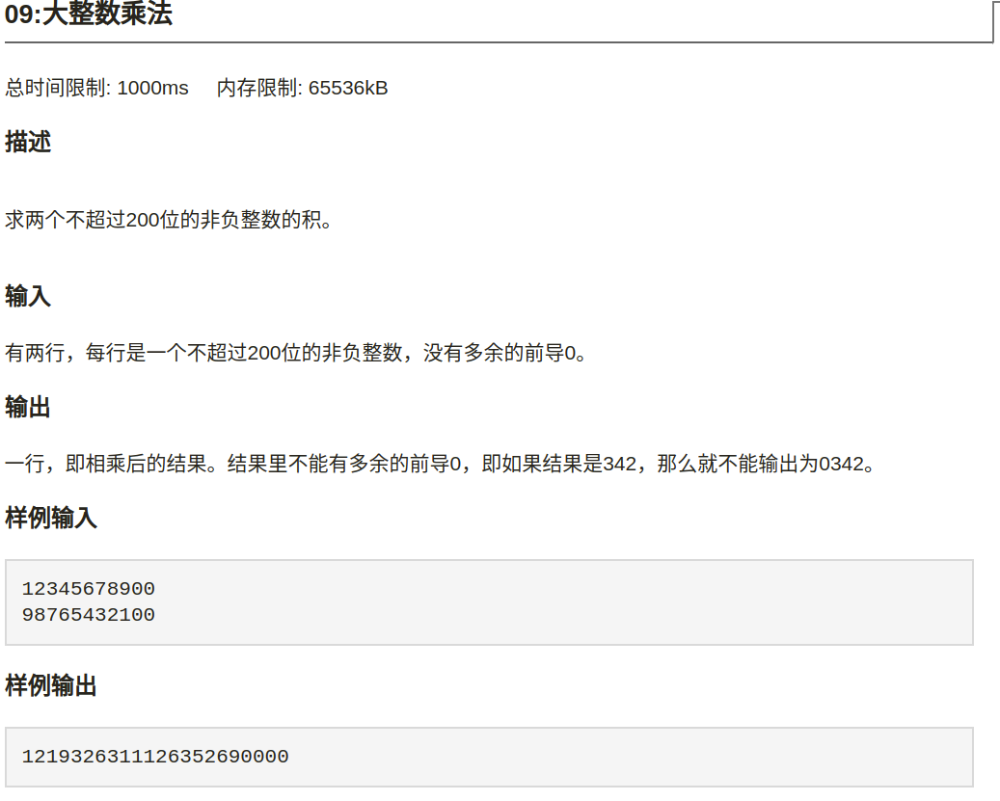 09:大整数乘法
总时间限制: 1000ms 内存限制: 65536kB
描述
求两个不超过200位的非负整数的积。
输入
有两行，每行是一个不超过200位的非负整数，没有多余的前导0。
输出
一行，即相乘后的结果。结果里不能有多余的前导0，即如果结果是342，那么就不能输出为0342。
样例输入
12345678900
98765432100
样例输出
1219326311126352690000